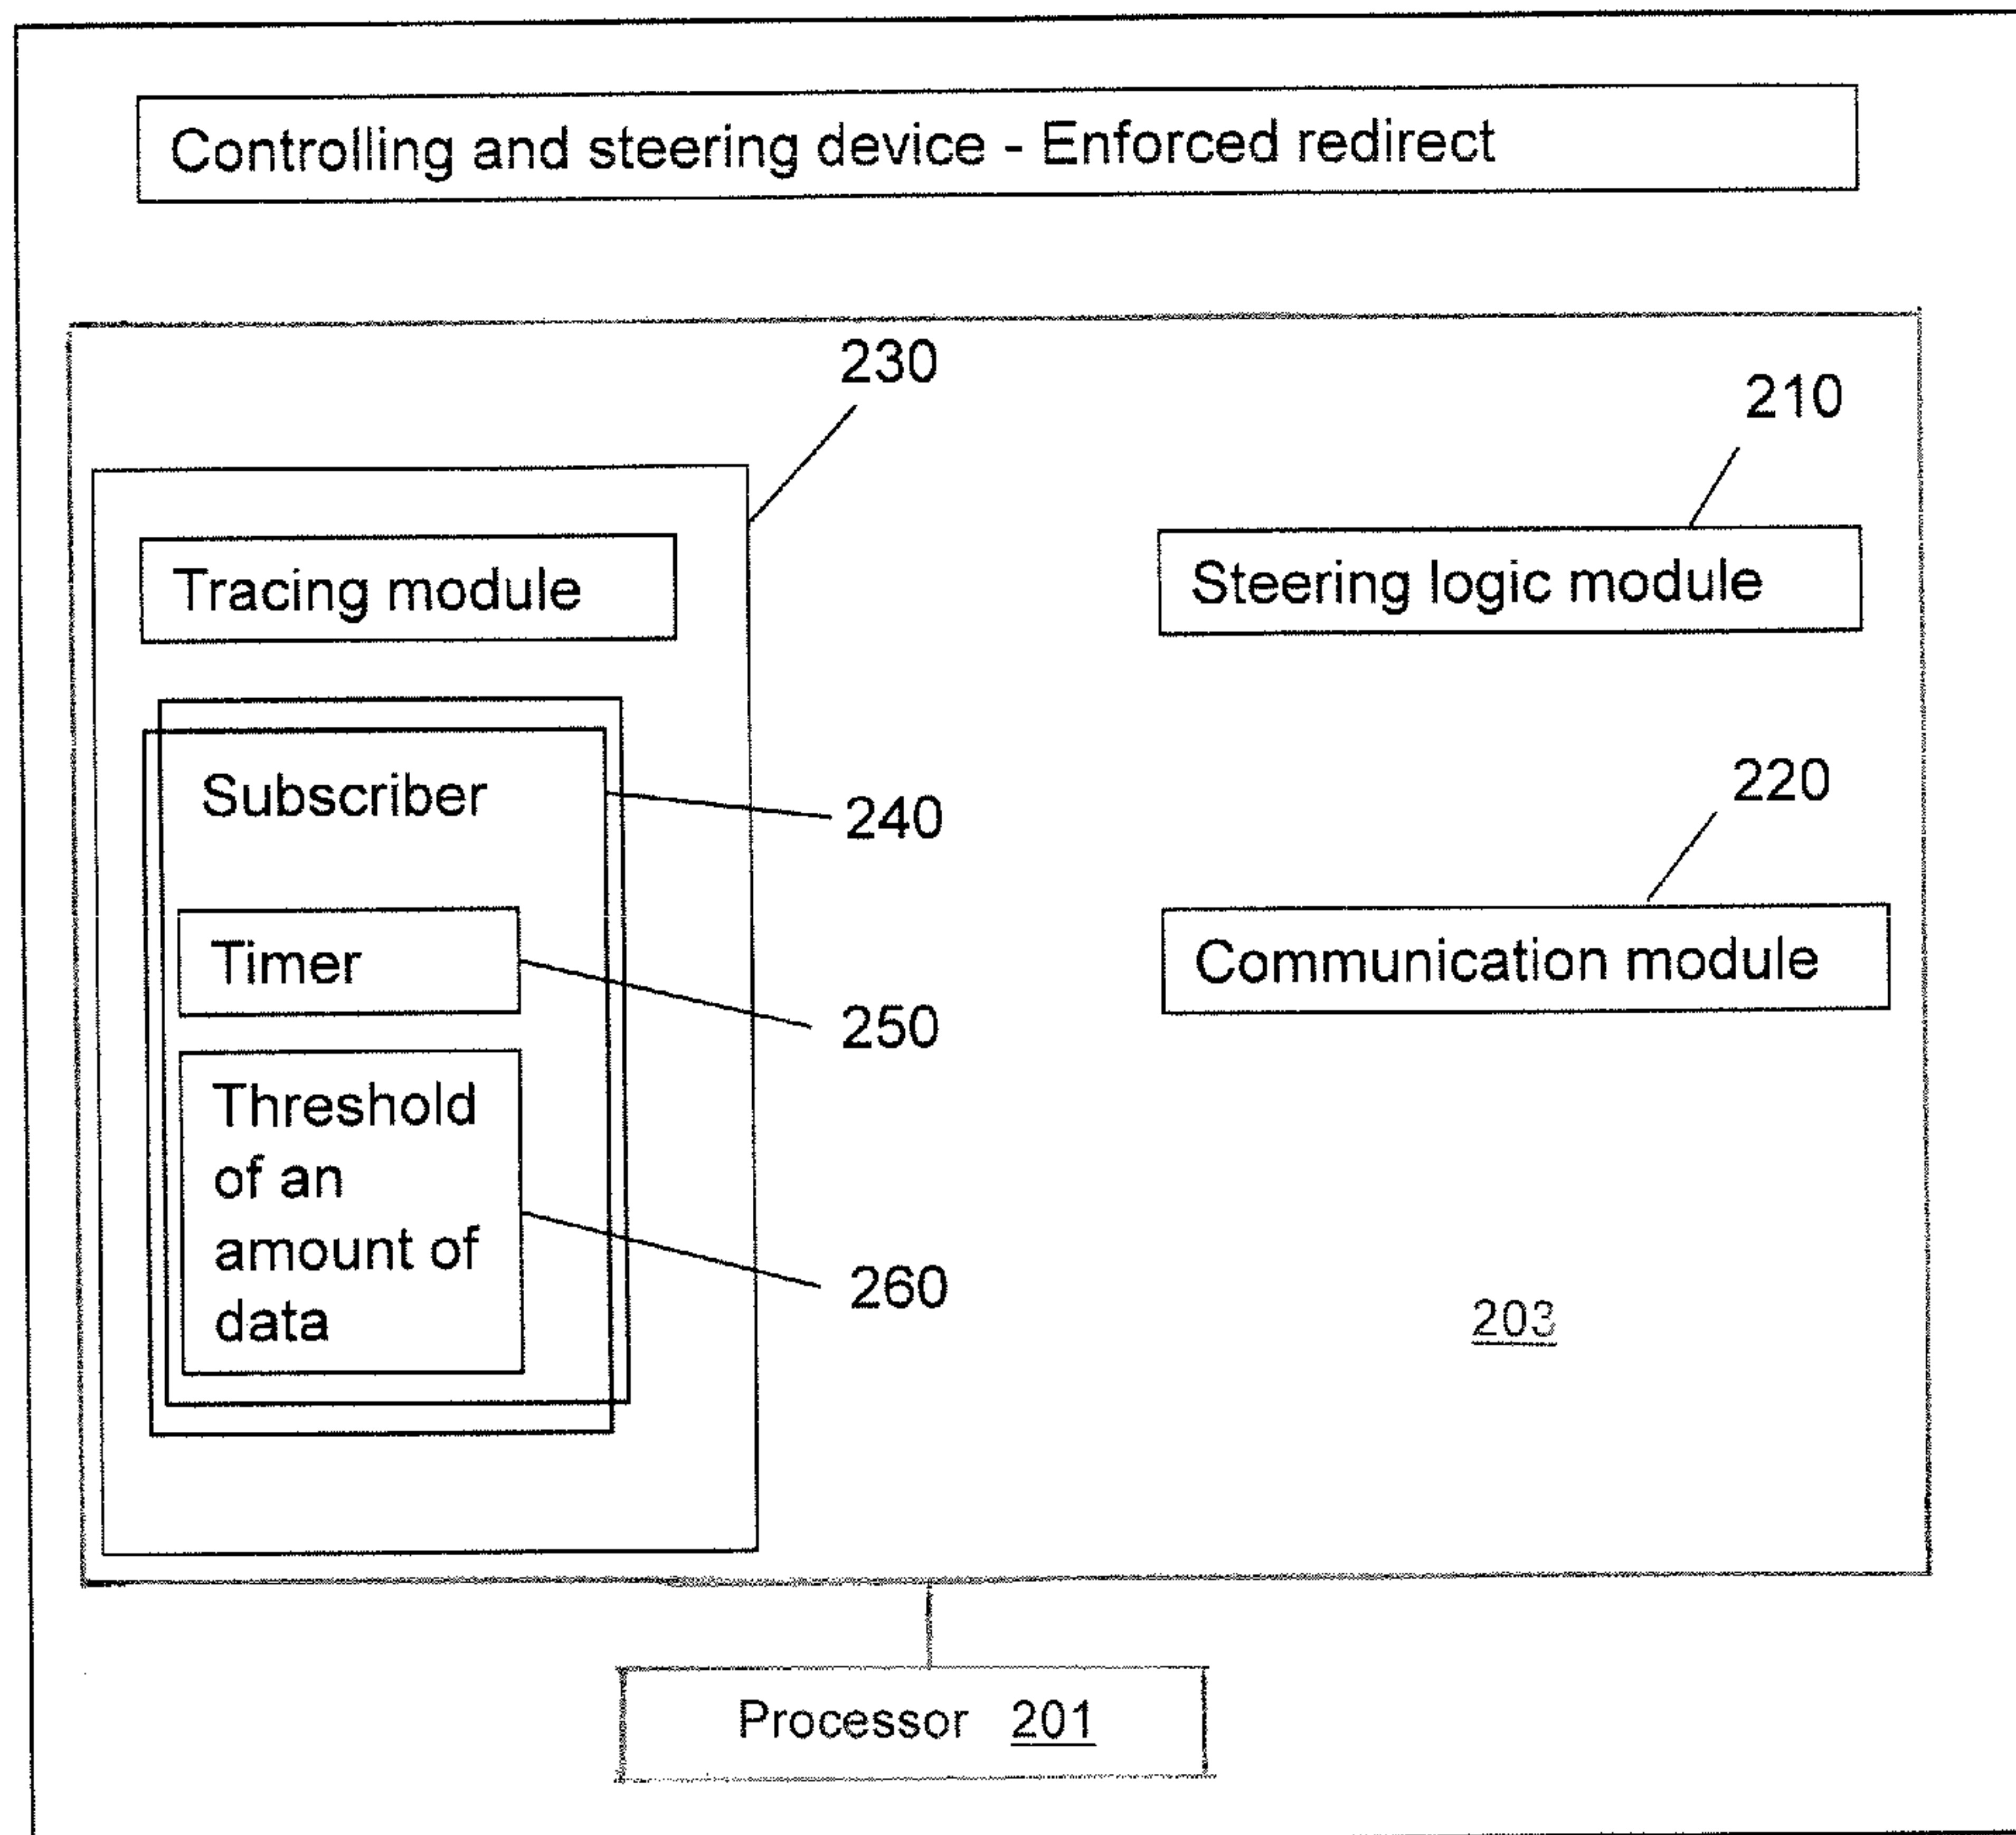 Controlling and steering device - Enforced redirect
230
210
Tracing module
Steering logic module
Subscriber
240
220
Timer
250
Communication module
Threshold
of an
amount of
data
260
203
Processor 201